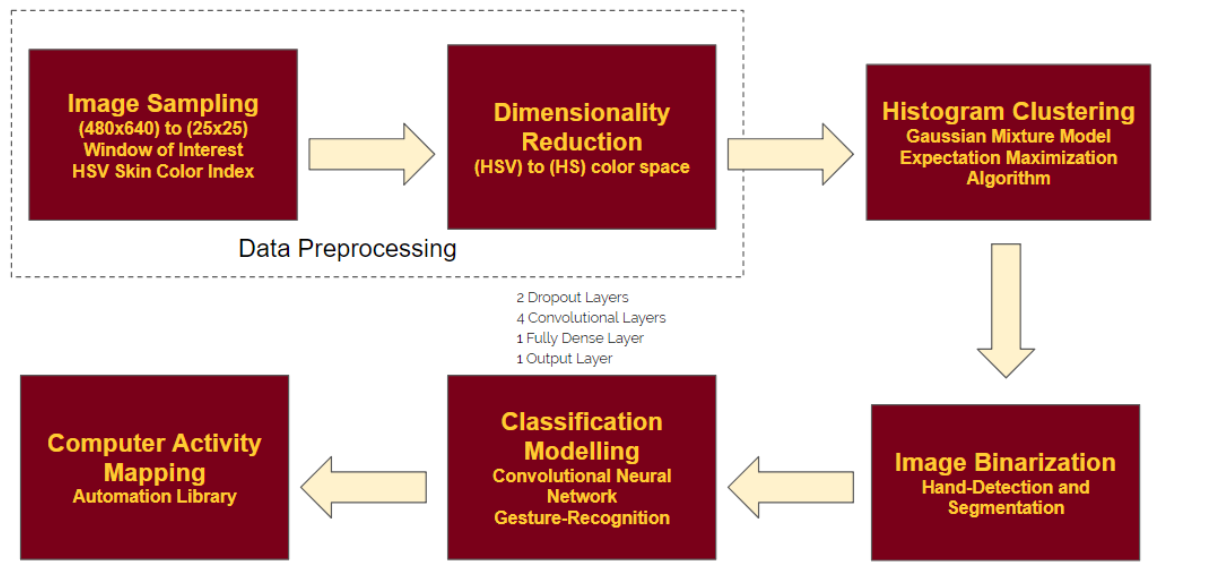 Image Sampling
(480x640) to (25x25)
Window of Interest
HSV Skin Color Index
Dimensionality
Reduction
(HSV) to (HS) color space
Data Preprocessing
Histogram Clustering
Gaussian Mixture Model
Expectation Maximization
Algorithm
Image Binarization
Hand-Detection and
Segmentation
2 Dropout Layers
4 Convolutional Layers
1 Fully Dense Layer
1 Output Layer
Classification
Modelling
Convolutional Neural
Network
Gesture-Recognition
Computer Activity
Mapping
Automation Library